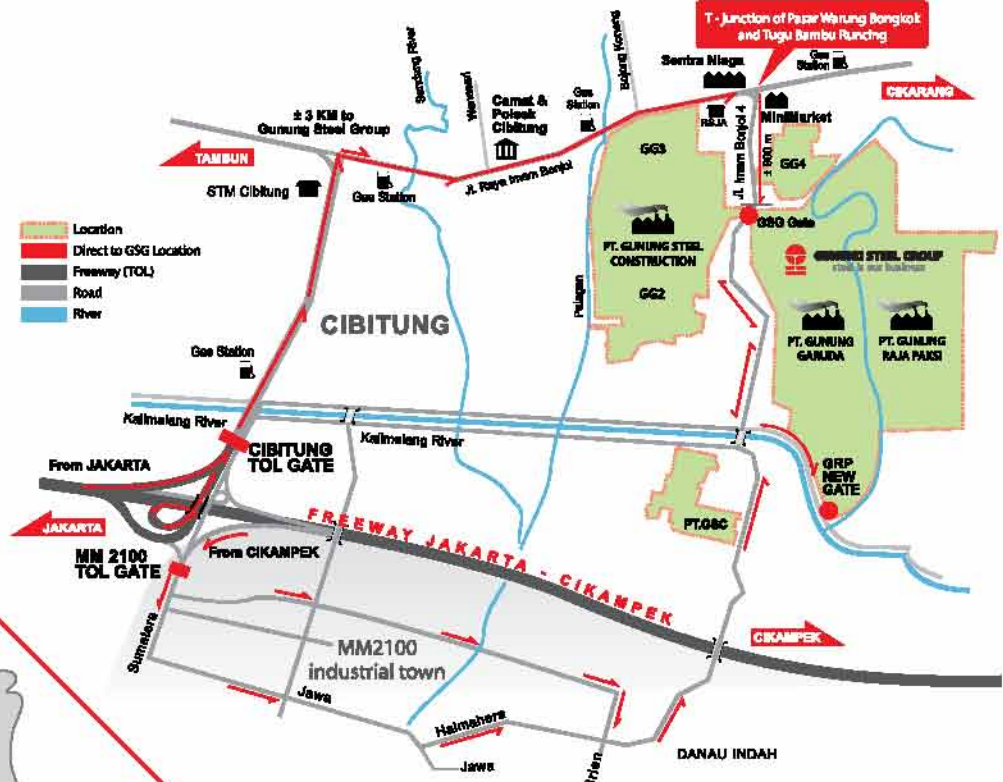 T - Junction of Pasar Warung Bongkok
and Tugu Bambu Runcing
Sentra Niaga
Gas
Station
CIKARANG
± 3 KM to
Gunung Steel Group
TAMBUN
STM Cibitung
Gas Station
Sendang River
Wanasari
Camat &
Polsek
Cibitung
Gas
Station
Bojong Koneng
Jl. Raya Imam Bonjol
RSJA
Jl. Imam Bonjol 4
MiniMarket
± 800 m
GG3
GG4
GSG Gate
PT. GUNUNG STEEL
CONSTRUCTION
GG2
GUNUNG STEEL GROUP
steel is our business
PT. GUNUNG
GARUDA
PT. GUNUNG
RAJA PAKSI
Location
Direct to GSG Location
Freeway (TOL)
Road
River
CIBITUNG
Gas Station
Kalimalang River
Kalimalang River
CIBITUNG
TOL GATE
From JAKARTA
JAKARTA
MM 2100
TOL GATE
From CIKAMPEK
FREEWAY JAKARTA - CIKAMPEK
GRP
NEW
GATE
PT.GSC
CIKAMPEK
Sumatera
MM2100
industrial town
Jawa
Halmahera
Jawa
DANAU INDAH